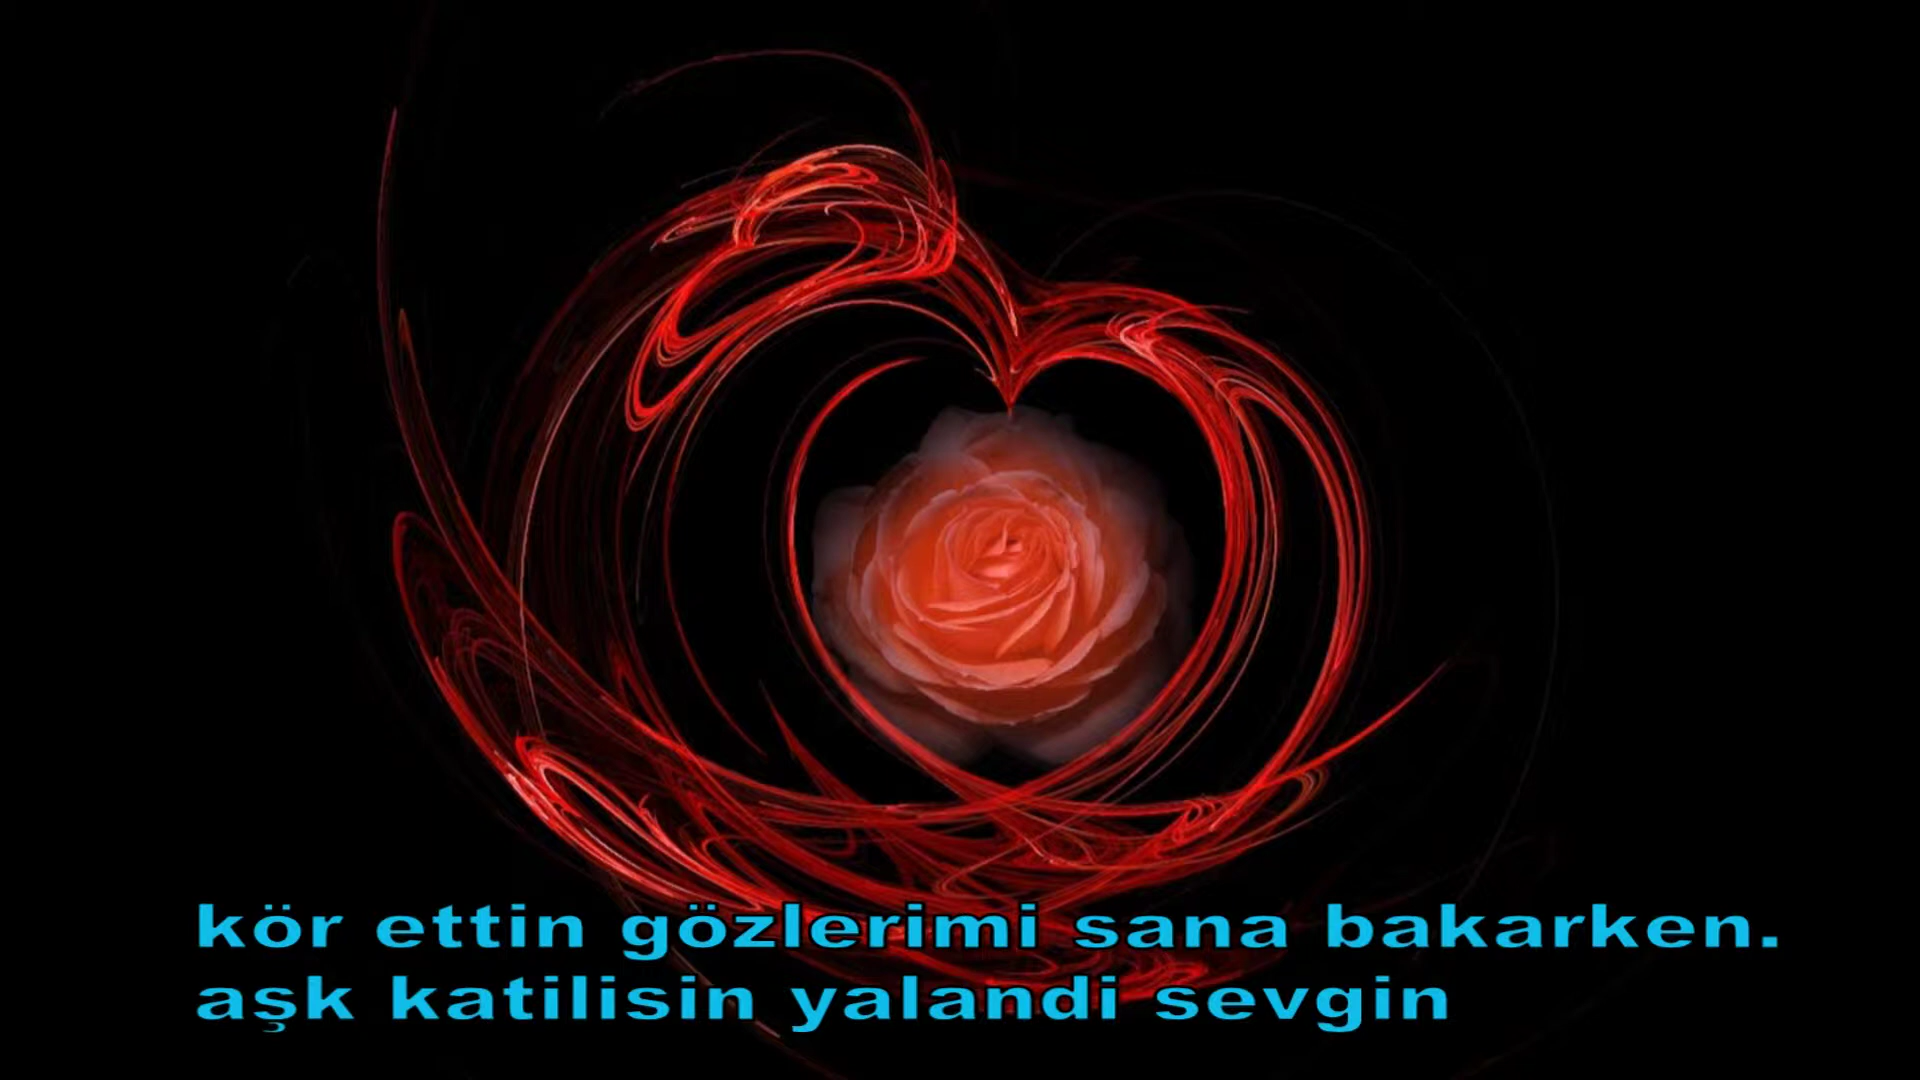 kör ettin gözlerimi sana bakarken.
aşk katilisin yalandi sevgin